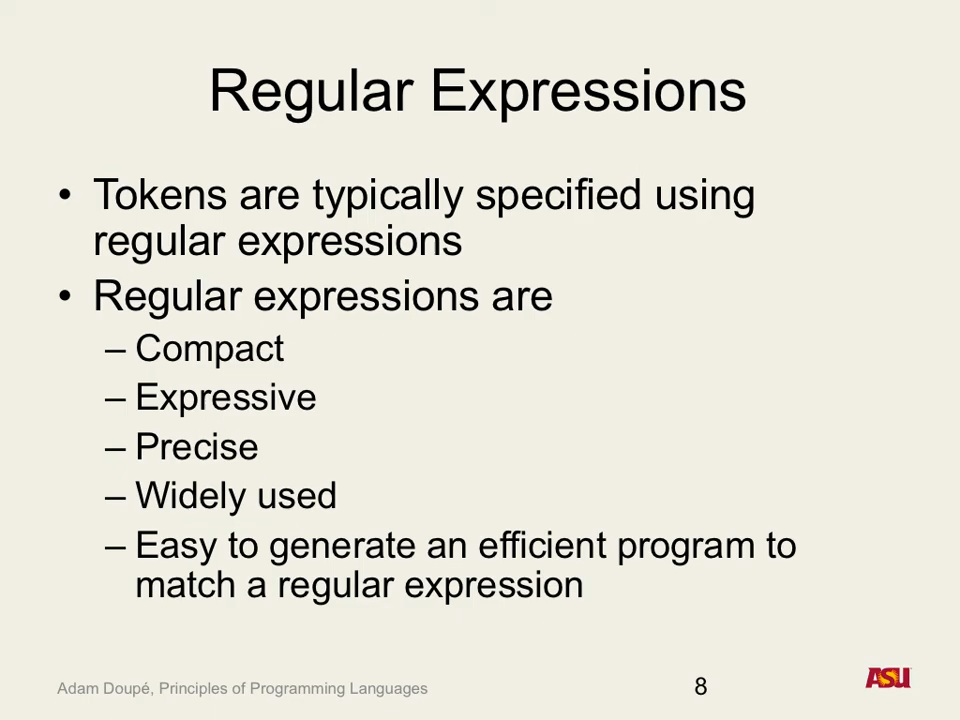 Regular Expressions
• Tokens are typically specified using
regular expressions
• Regular expressions are
– Compact
– Expressive
– Precise
– Widely used
– Easy to generate an efficient program to
match a regular expression
Adam Doupé, Principles of Programming Languages
8
ASU